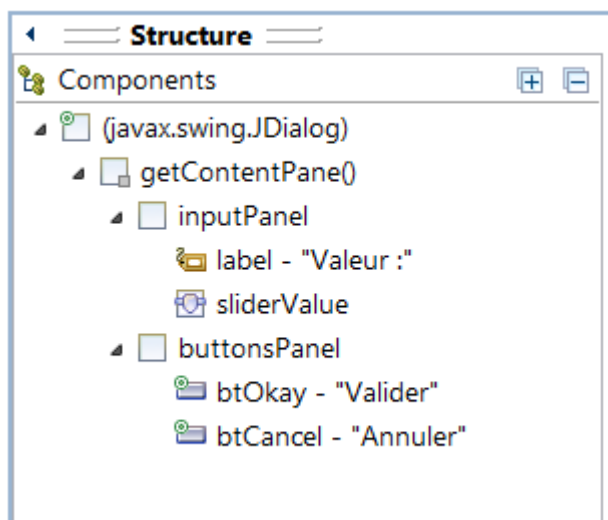 Structure
Components
(javax.swing.JDialog)
getContentPane()
inputPanel
label - "Valeur :"
sliderValue
buttonsPanel
btOkay - "Valider"
btCancel - "Annuler"